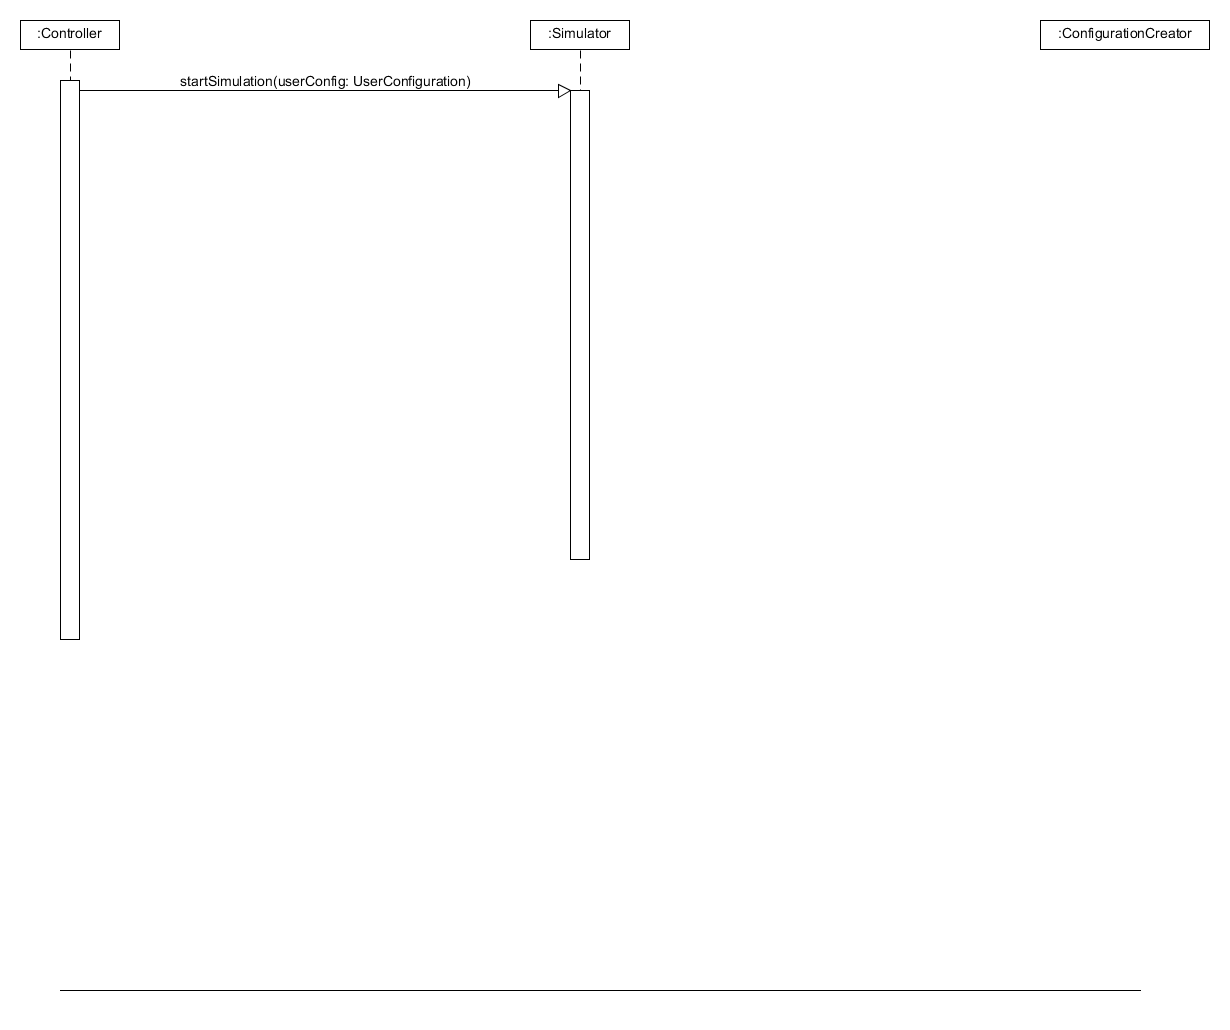 :Controller
:Simulator
:ConfigurationCreator
startSimulation(userConfig: UserConfiguration)